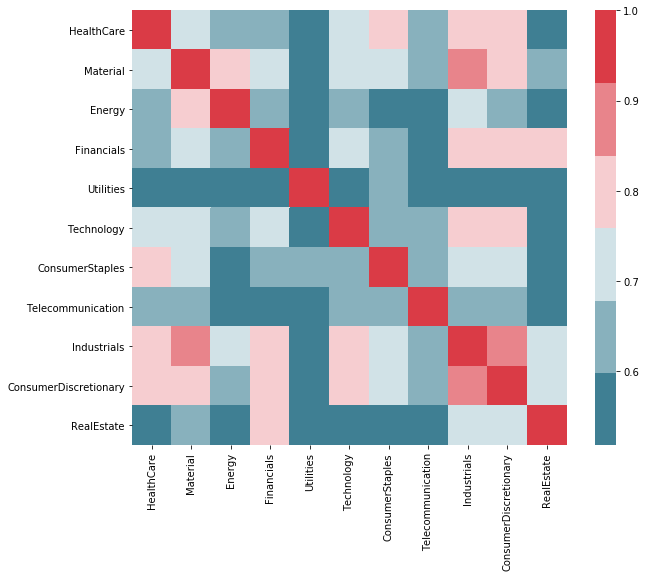 HealthCare
Material
Energy
Financials
Utilities
Technology
ConsumerStaples
Telecommunication
Industrials
ConsumerDiscretionary
RealEstate
HealthCare
Material
Energy
Financials
Utilities
Technology
ConsumerStaples
Telecommunication
Industrials
ConsumerDiscretionary
RealEstate
1.0
0.9
0.8
0.7
0.6